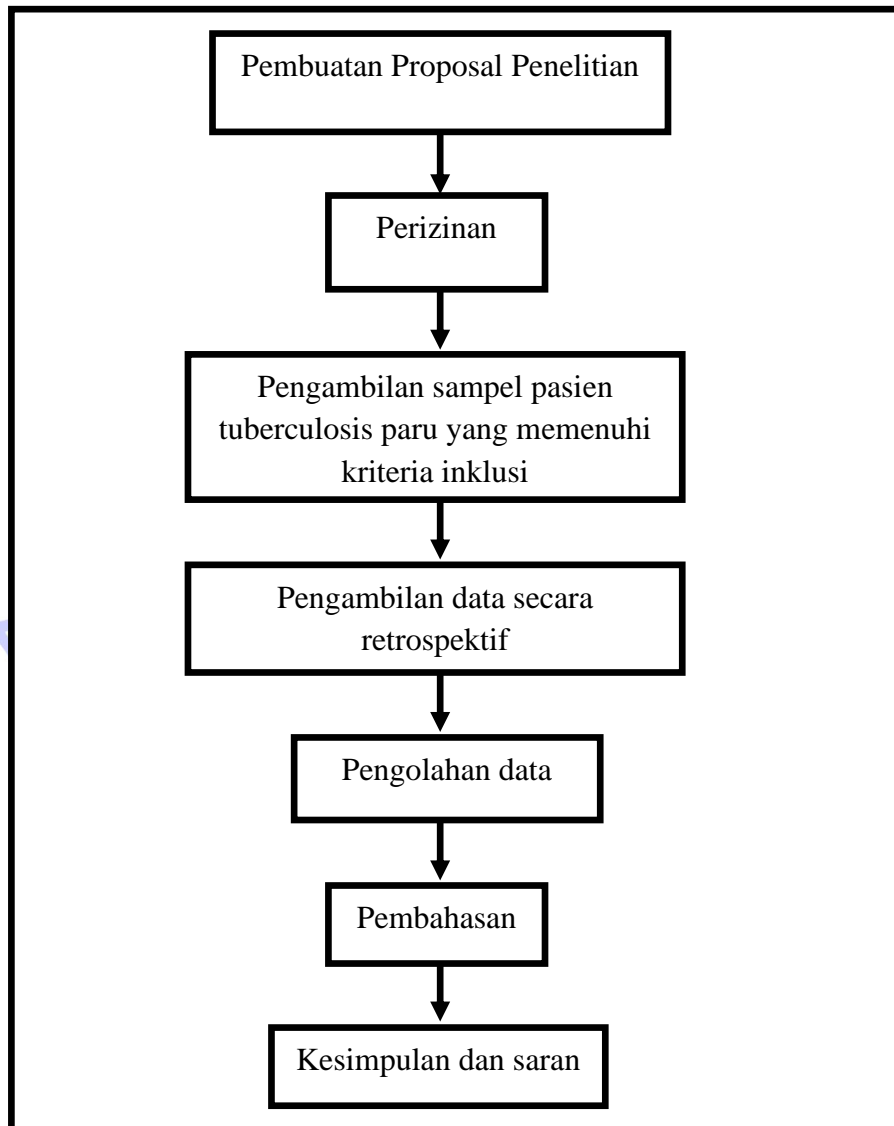 Pembuatan Proposal Penelitian
Perizinan
Pengambilan sampel pasien
tuberculosis paru yang memenuhi
kriteria inklusi
Pengambilan data secara
retrospektif
Pengolahan data
Pembahasan
Kesimpulan dan saran